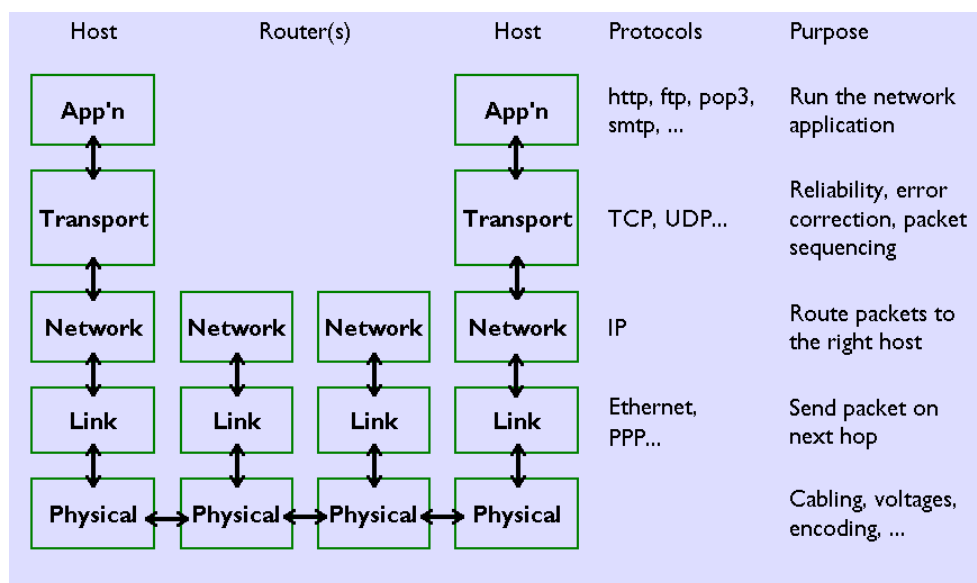 Host Router(s) Host Protocols Purpose
App'n App'n http, ftp, pop3, Run the network
smtp, ... application
Transport Transport TCP, UDP... Reliability, error
correction, packet
sequencing
Network Network Network Network IP Route packets to
the right host
Link Link Link Link Ethernet, Send packet on
PPP... next hop
Physical Physical Physical Physical Cabling, voltages,
encoding, ...